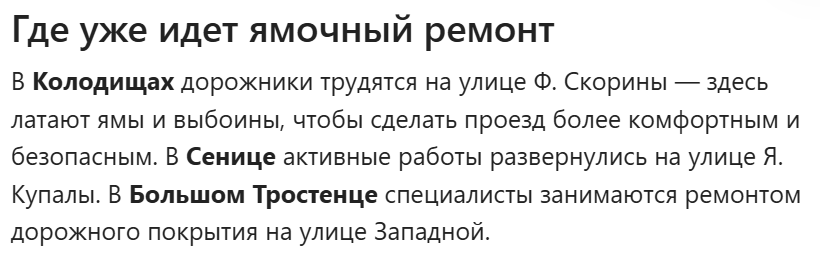 Где уже идет ямочный ремонт
В Колодищах дорожники трудятся на улице Ф. Скорины — здесь
латают ямы и выбоины, чтобы сделать проезд более комфортным и
безопасным. В Сенице активные работы развернулись на улице Я.
Купалы. В Большом Тростенце специалисты занимаются ремонтом
дорожного покрытия на улице Западной.